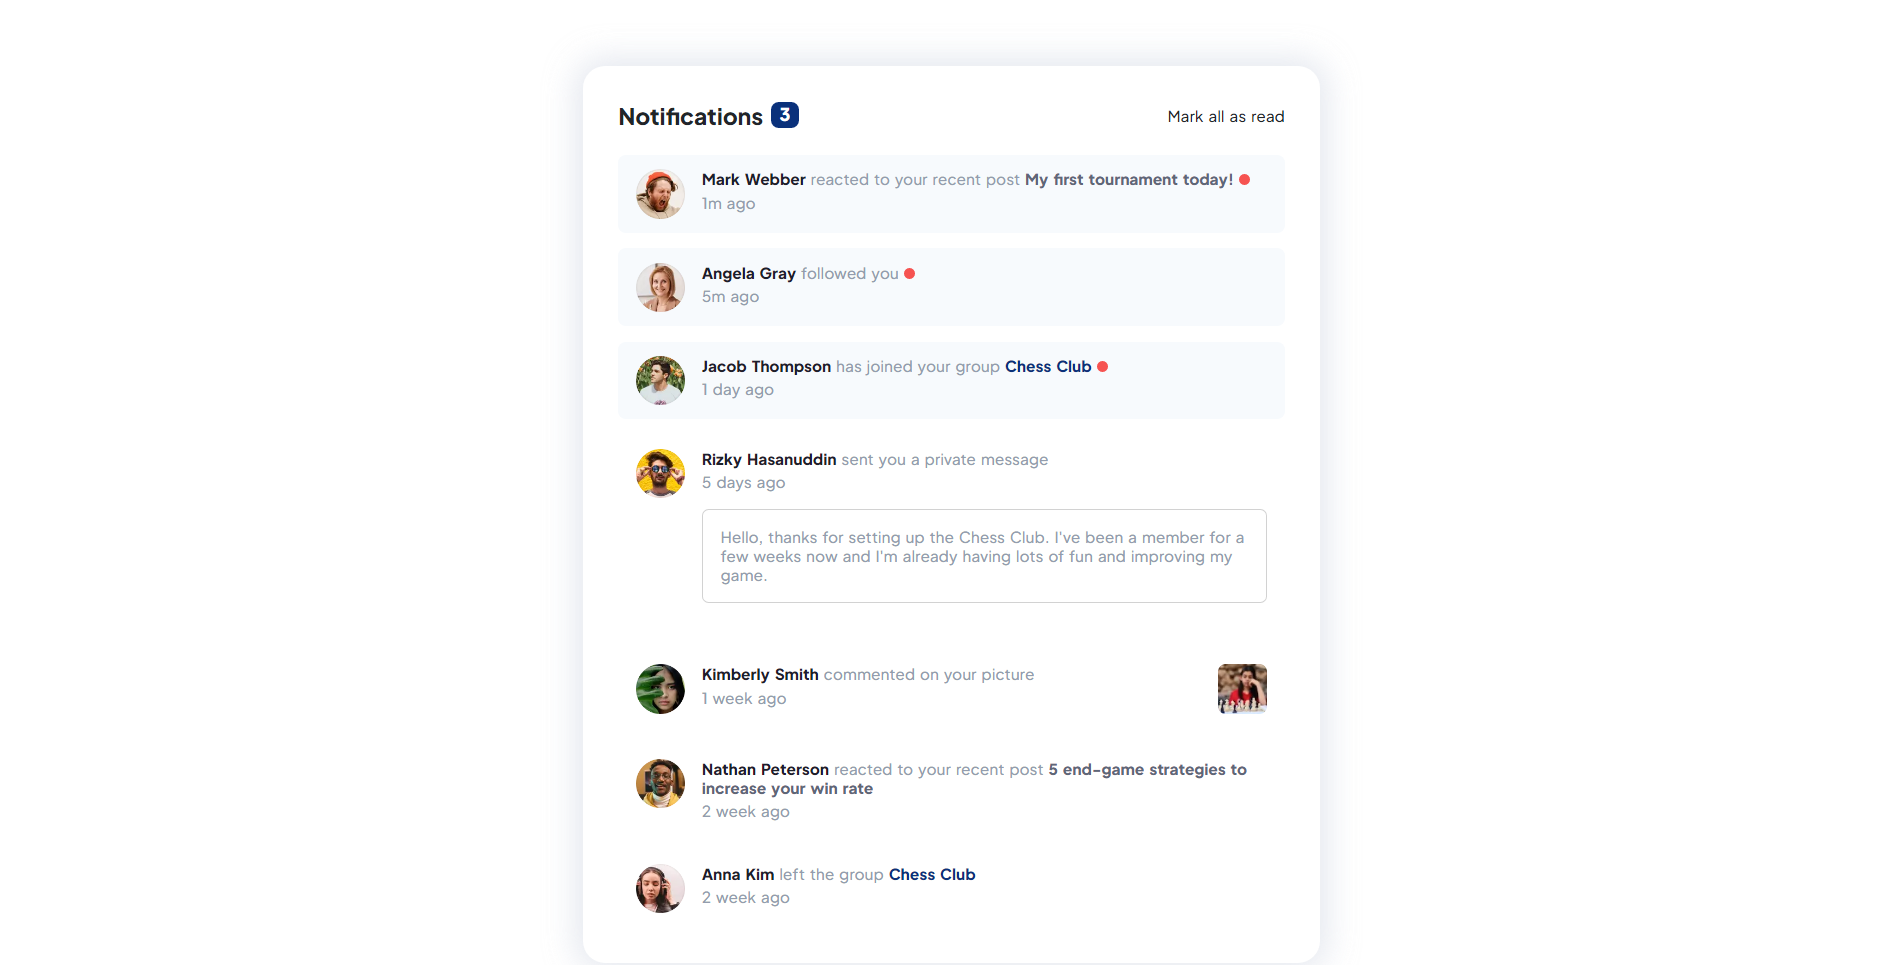 Notifications 3
Mark all as read
Mark Webber reacted to your recent post My first tournament today!
1m ago
Angela Gray followed you
5m ago
Jacob Thompson has joined your group Chess Club
1 day ago
Rizky Hasanuddin sent you a private message
5 days ago
Hello, thanks for setting up the Chess Club. I've been a member for a
few weeks now and I'm already having lots of fun and improving my
game.
Kimberly Smith commented on your picture
1 week ago
Nathan Peterson reacted to your recent post 5 end-game strategies to
increase your win rate
2 week ago
Anna Kim left the group Chess Club
2 week ago